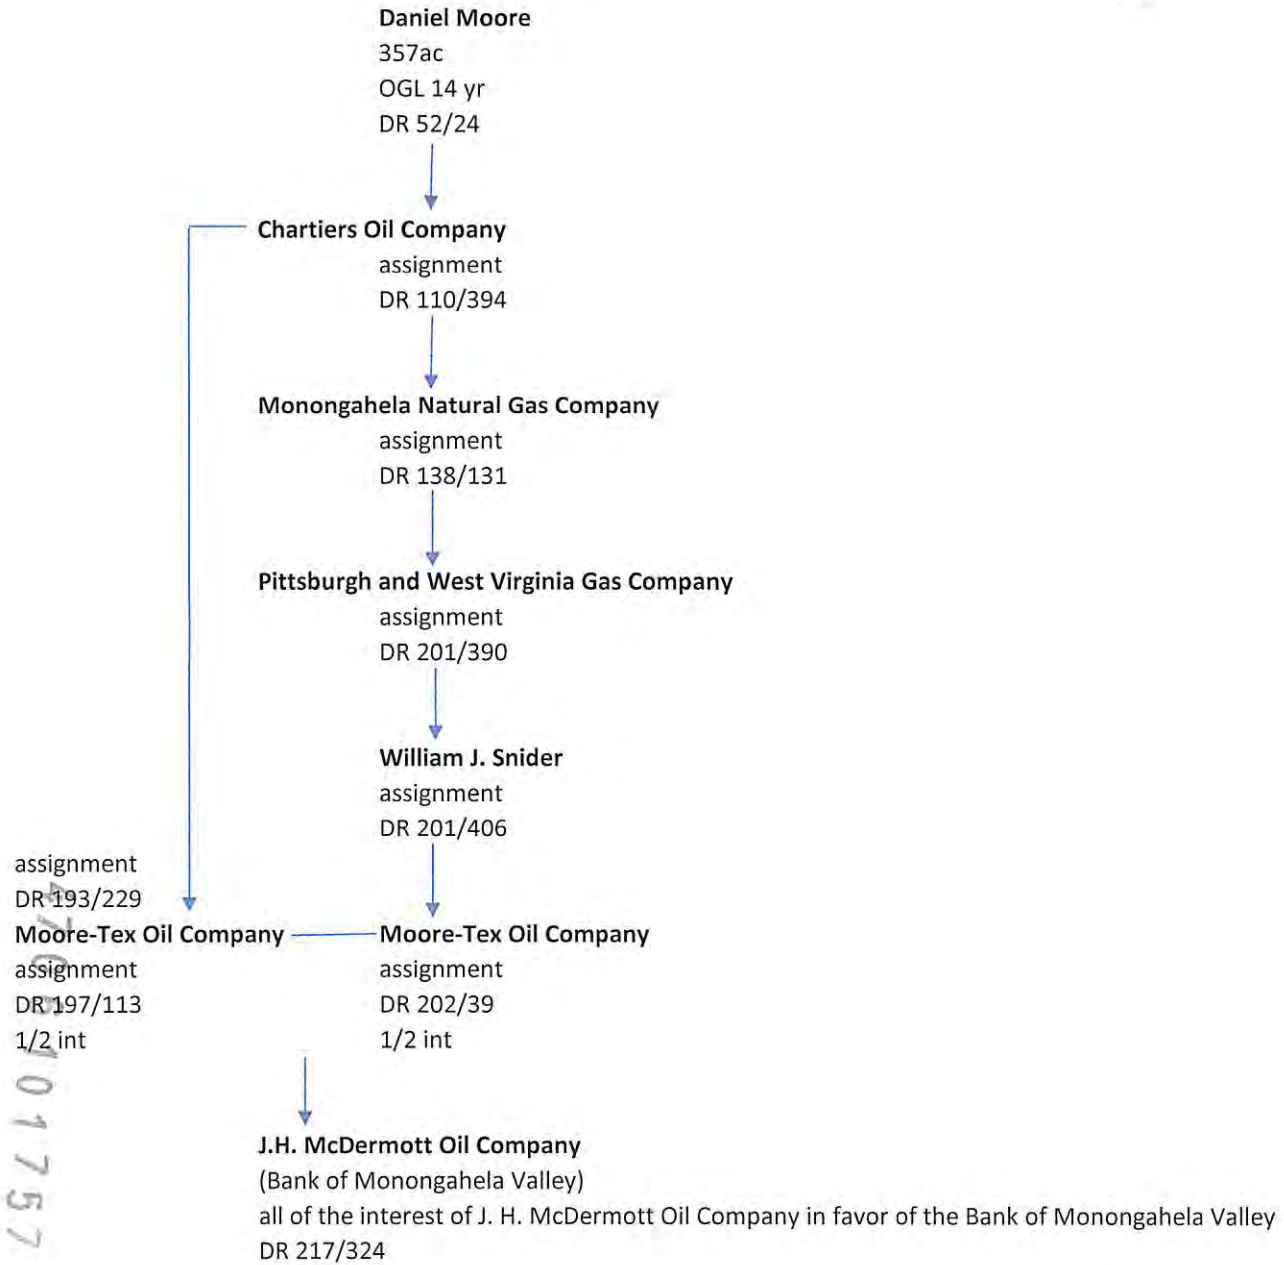 Daniel Moore
357ac
OGL 14 yr
DR 52/24
Chartiers Oil Company
assignment
DR 110/394
Monongahela Natural Gas Company
assignment
DR 138/131
Pittsburgh and West Virginia Gas Company
assignment
DR 201/390
William J. Snider
assignment
DR 201/406
assignment
DR 193/229
Moore-Tex Oil Company
assignment
DR 197/113
1/2 int
Moore-Tex Oil Company
assignment
DR 202/39
1/2 int
J.H. McDermott Oil Company
(Bank of Monongahela Valley)
all of the interest of J. H. McDermott Oil Company in favor of the Bank of Monongahela Valley
DR 217/324
4706101757